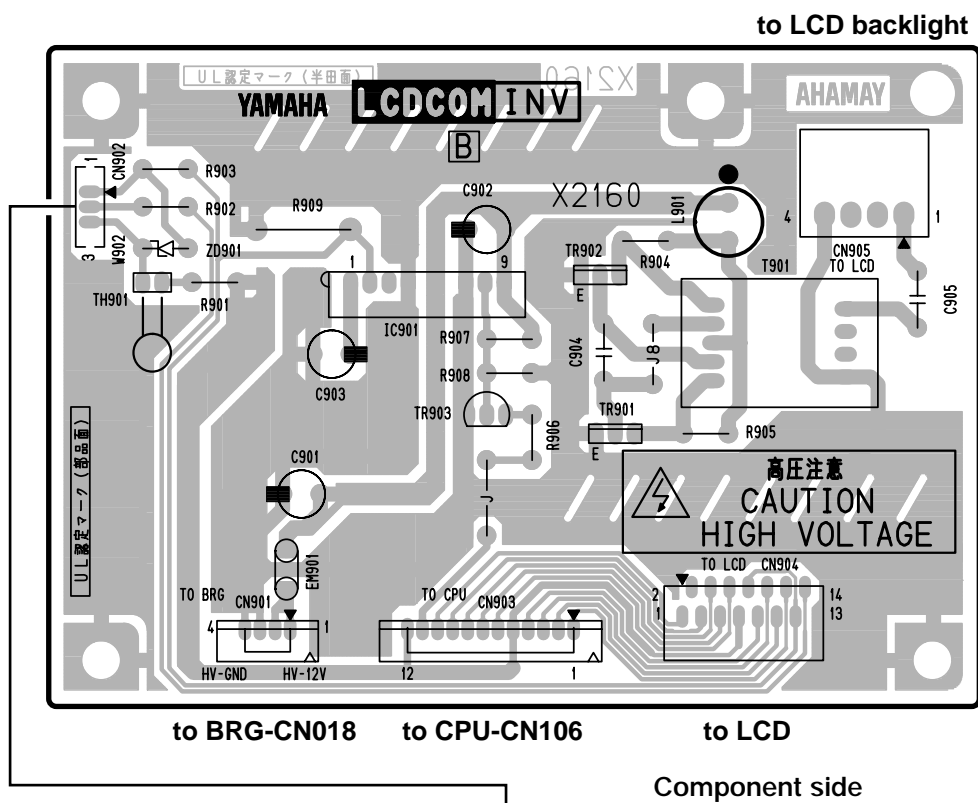 to LCD backlight
UL認定マーク(半田面)
X2160
YAMAHA LCDCOM INV
AHAMAY
B
1
CN902
3
R903
R902
W902
ZD901
TH901
R901
R909
C902
X2160
L901
4
1
CN905
TO LCD
TR902
R904
T901
E
C905
1
9
IC901
R907
C904
J8
C903
R908
TR903
TR901
R906
R905
E
UL認定マーク(部品面)
C901
J
高圧注意
CAUTION
HIGH VOLTAGE
EM901
TO BRG
CN901
4
1
HV-GND
HV-12V
TO CPU
CN903
12
1
TO LCD
CN904
2
14
1
13
to BRG-CN018
to CPU-CN106
to LCD
Component side